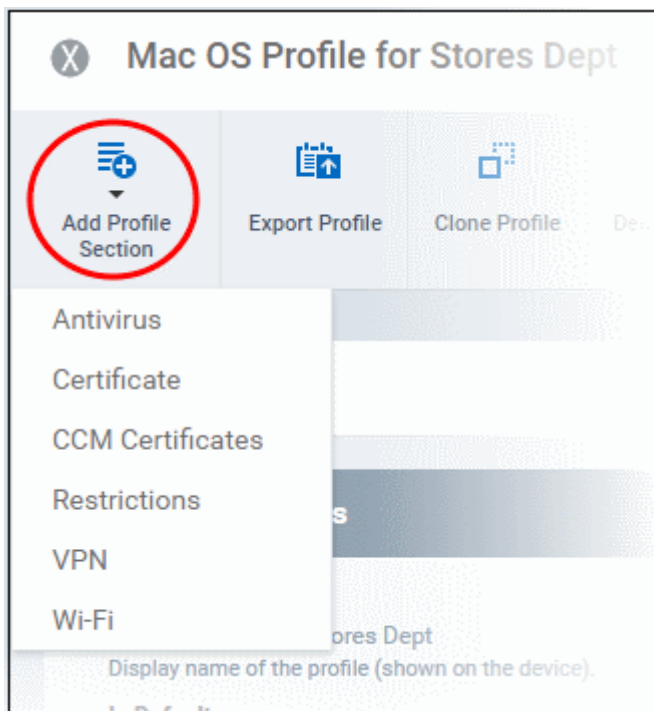 Mac OS Profile for Stores Dept
Add Profile
Section
Export Profile
Clone Profile
Antivirus
Certificate
CCM Certificates
Restrictions
VPN
Wi-Fi
s
ores Dept
Display name of the profile (shown on the device).